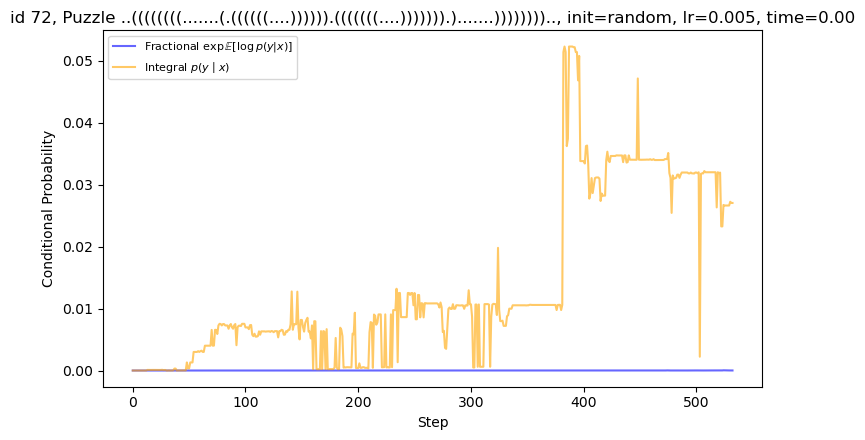 id 72, Puzzle ..((((((((.......(.((((((....)))))).(((((((....))))))).).......)))))))).., init=random, lr=0.005, time=0.00
Fractional exp𝔼[log p(y|x)]
Integral p(y | x)
0.05
0.04
0.03
0.02
0.01
0.00
Conditional Probability
0
100
200
300
400
500
Step